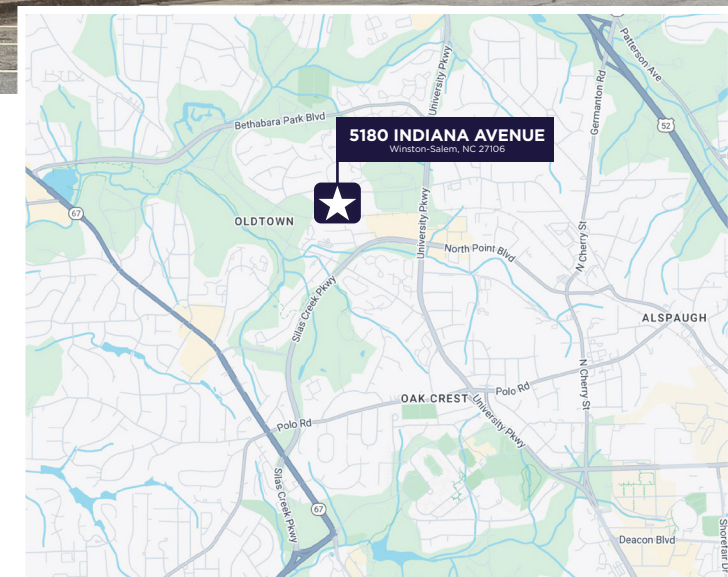 Patterson Ave
Germanton Rd
University Pkwy
52
Bethabara Park Blvd
5180 INDIANA AVENUE
Winston-Salem, NC 27106
67
OLDTOWN
University Pkwy
N Cherry St
North Point Blvd
Silas Creek Pkwy
ALSPAUGH
N Cherry St
OAK CREST
Polo Rd
University Pkwy
Polo Rd
Silas Creek Pkwy
67
Deacon Blvd
Shorefair Dr